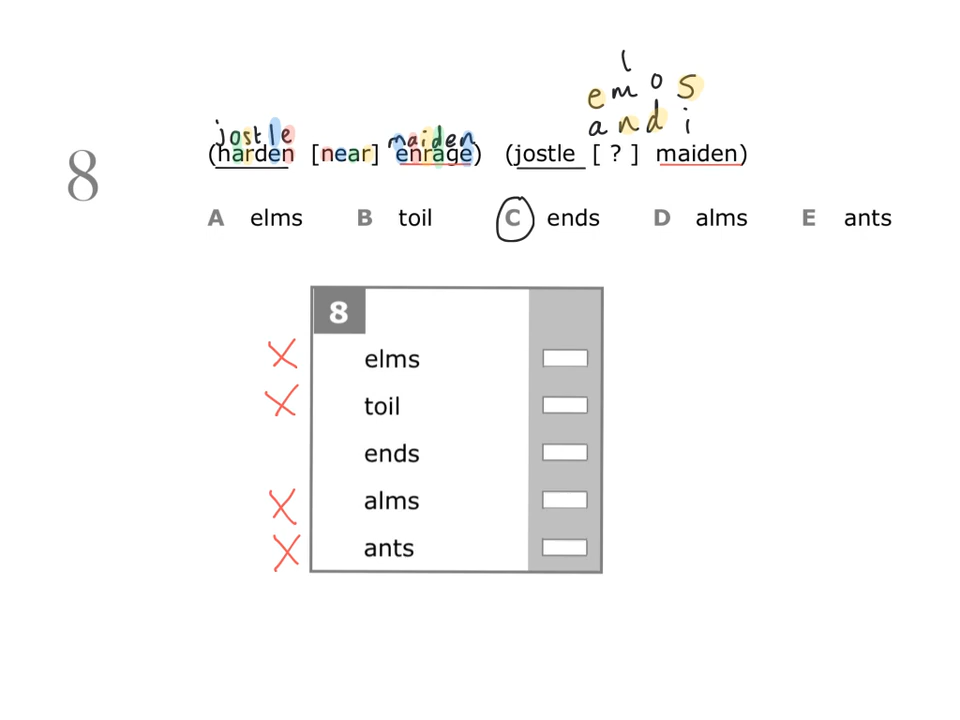 l
e m o s
a n d i
jostle maiden
8 (harden [near] enrage) (jostle [ ? ] maiden)
A elms B toil C ends D alms E ants
8
elms
toil
ends
alms
ants